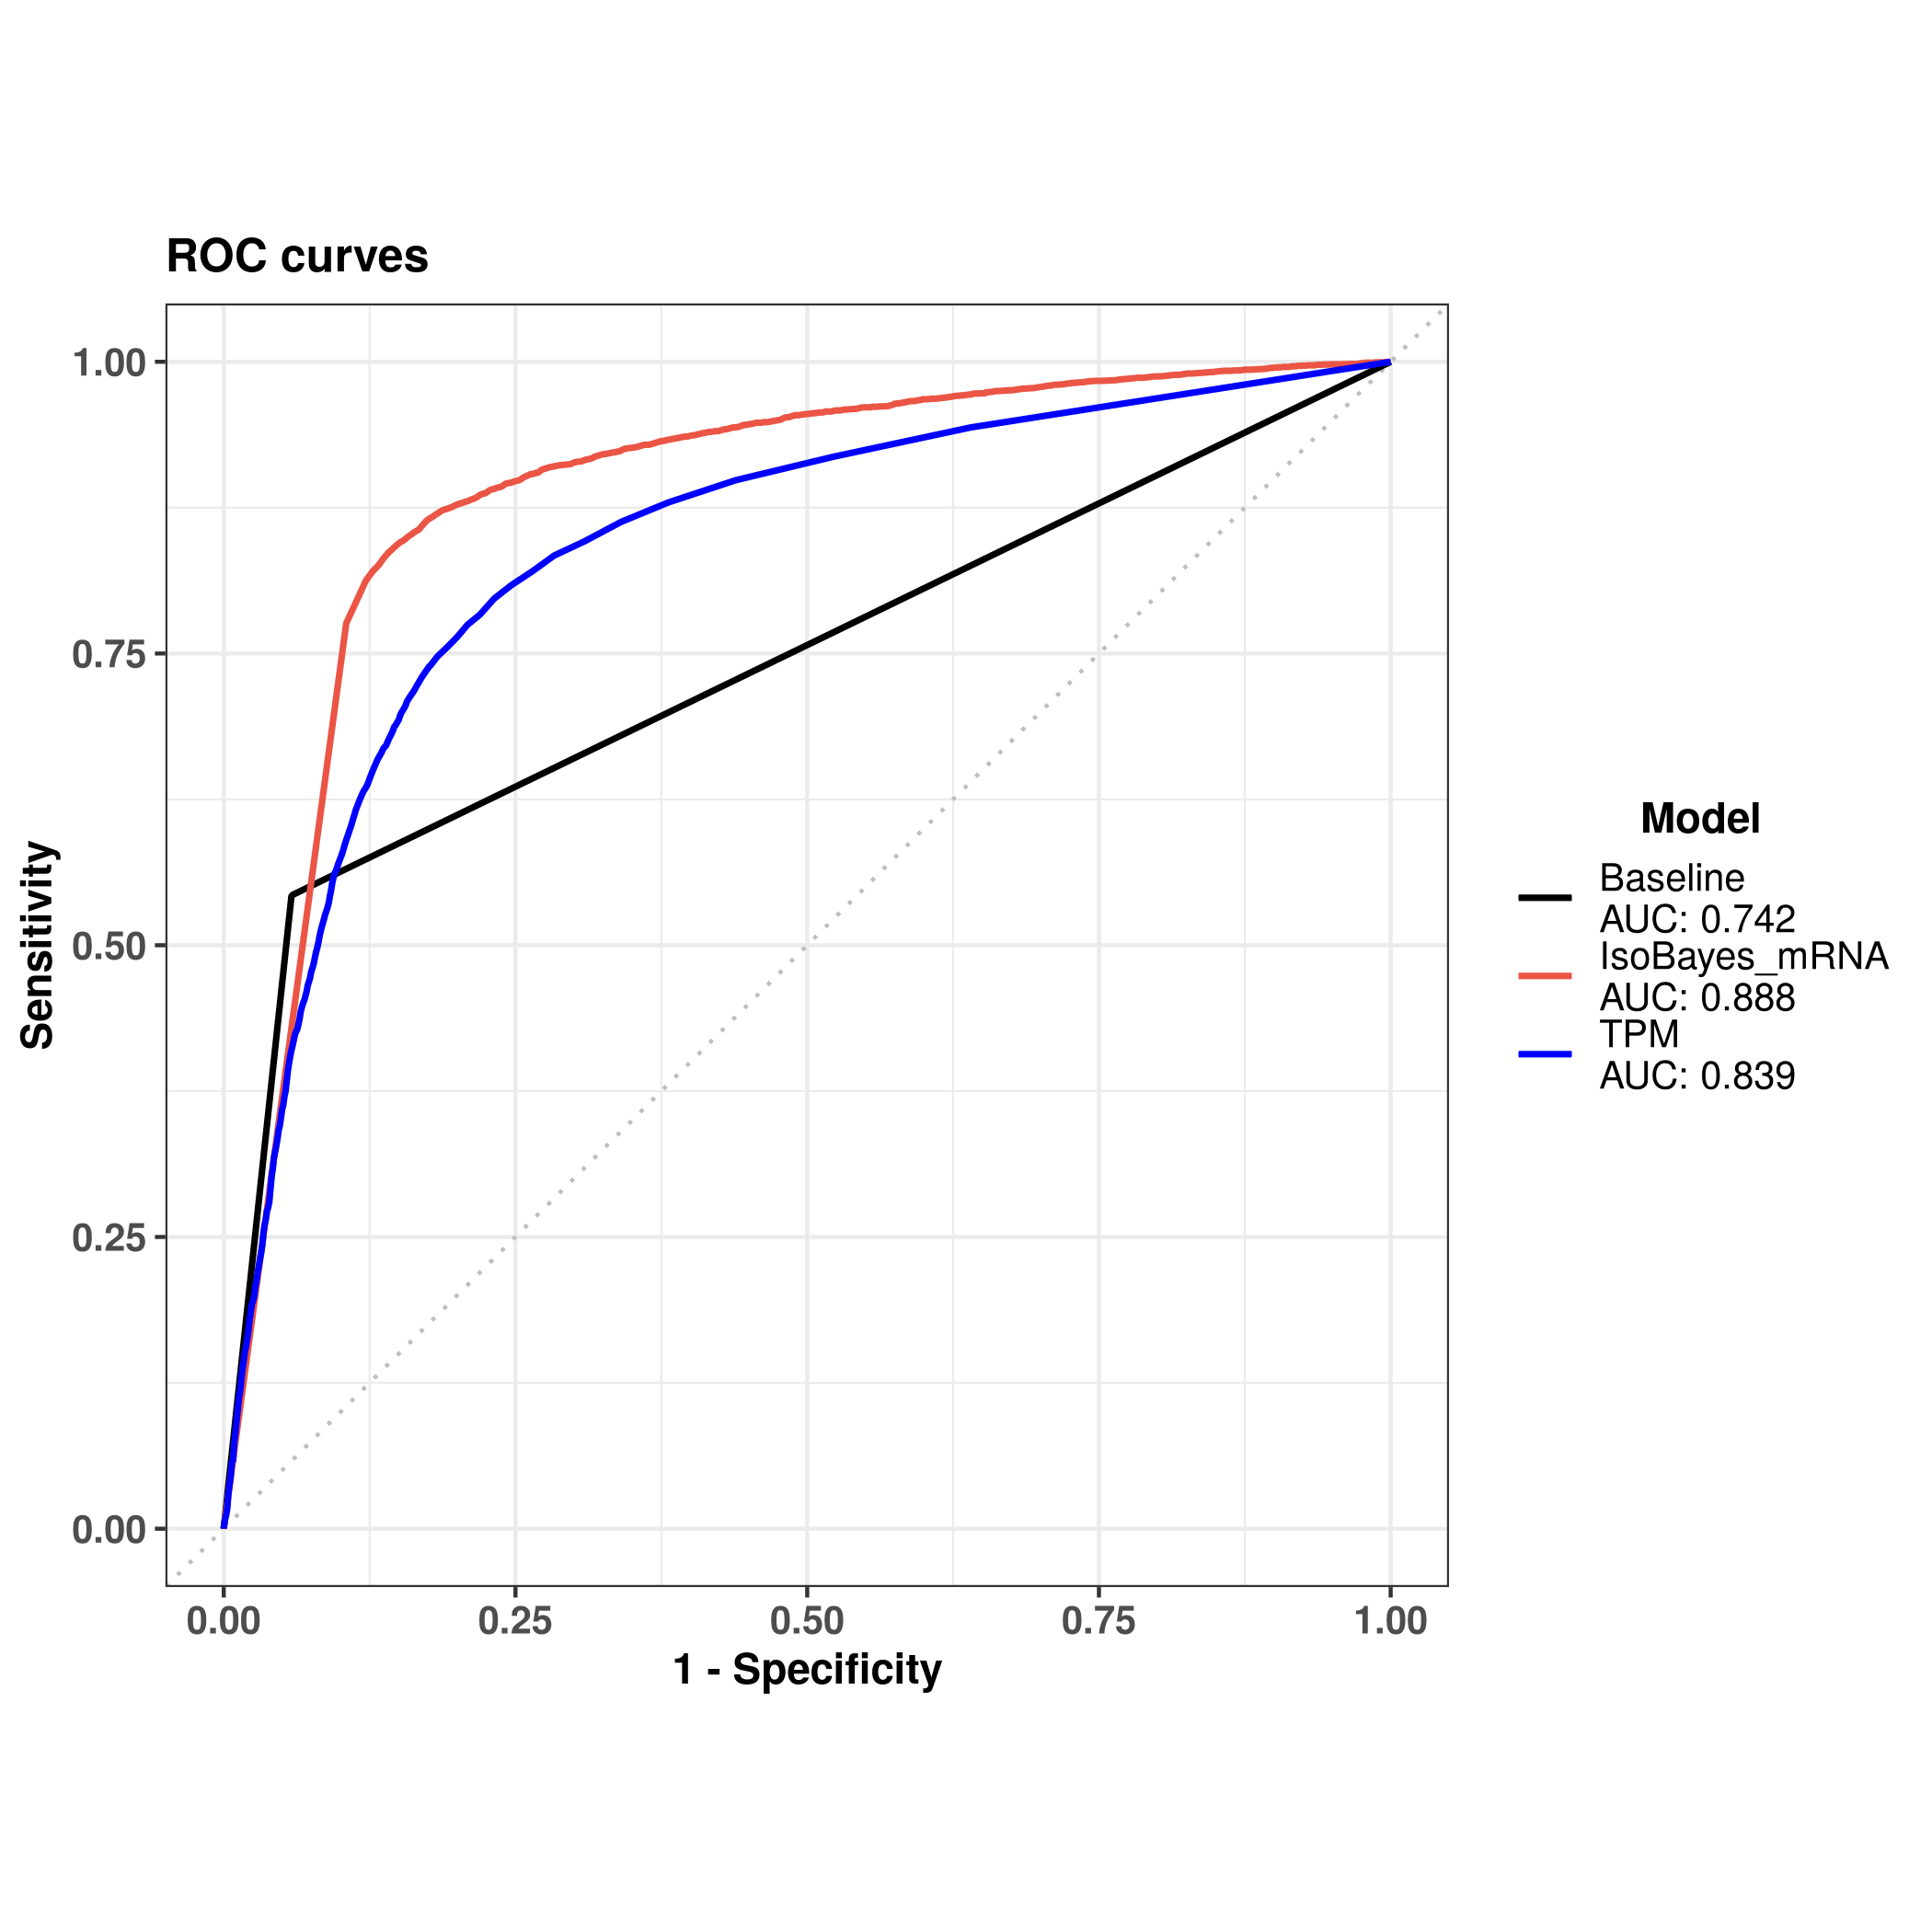 ROC curves
1.00
0.75
0.50
0.25
0.00
Sensitivity
0.00 0.25 0.50 0.75 1.00
1 - Specificity
Model
Baseline
AUC: 0.742
IsoBayes_mRNA
AUC: 0.888
TPM
AUC: 0.839